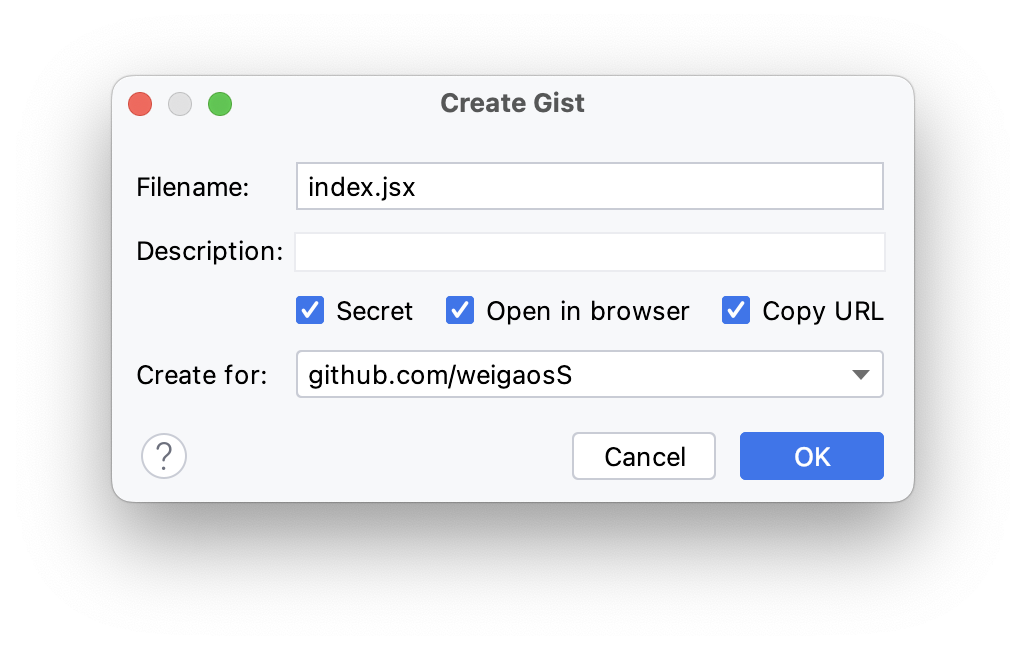 Create Gist
Filename: index.jsx
Description:
Secret Open in browser Copy URL
Create for: github.com/weigaosS
? Cancel OK